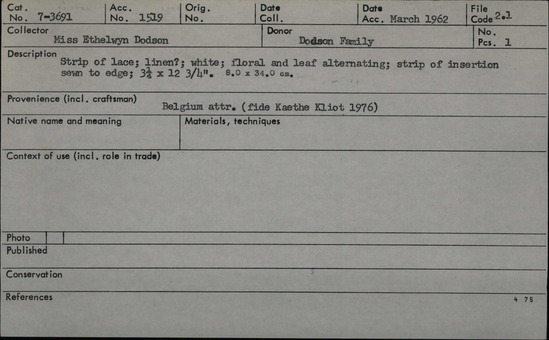 Cat. No. 7-3691 Acc. No. 1519 Orig. No. Date Coll. Date Acc. March 1962 File Code 2.1
Collector Miss Ethelwyn Dodson Donor Dodson Family No. Pcs. 1
Description Strip of lace; linen?; white; floral and leaf alternating; strip of insertion
sewn to edge; 3¼ x 12 3/4". 8.0 x 34.0 cs.
Provenience (incl. craftsman) Belgium attr. (fide Kaethe Kliot 1976)
Native name and meaning Materials, techniques
Context of use (incl. role in trade)
Photo
Published
Conservation
References 4 75